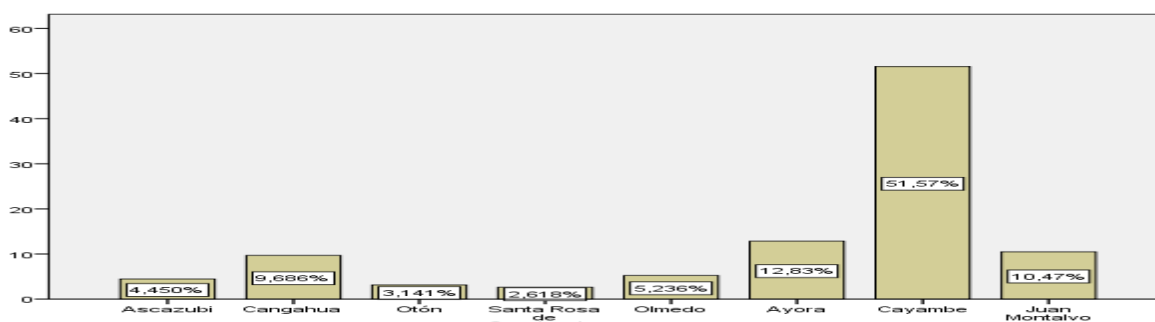 60
50
40
30
20
10
0
4,450%
9,686%
3,141%
2,618%
5,236%
12,83%
51,57%
10,47%
Ascazubi
Cangahua
Otón
Santa Rosa
de
Olmedo
Ayora
Cayambe
Juan
Montalvo